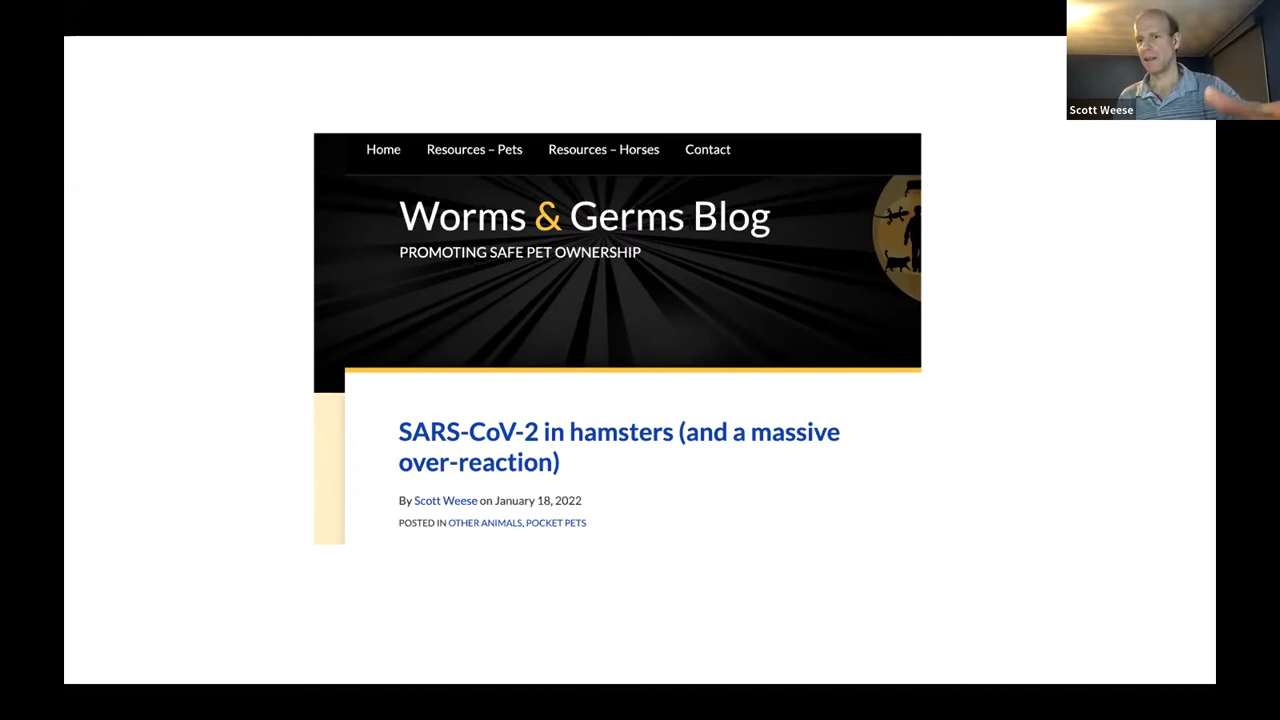 Scott Weese
Home Resources – Pets Resources – Horses Contact
Worms & Germs Blog
PROMOTING SAFE PET OWNERSHIP
SARS-CoV-2 in hamsters (and a massive
over-reaction)
By Scott Weese on January 18, 2022
POSTED IN OTHER ANIMALS, POCKET PETS